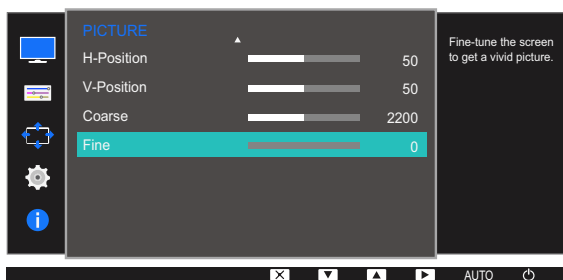 PICTURE
H-Position 50
V-Position 50
Coarse 2200
Fine 0
Fine-tune the screen
to get a vivid picture.
AUTO